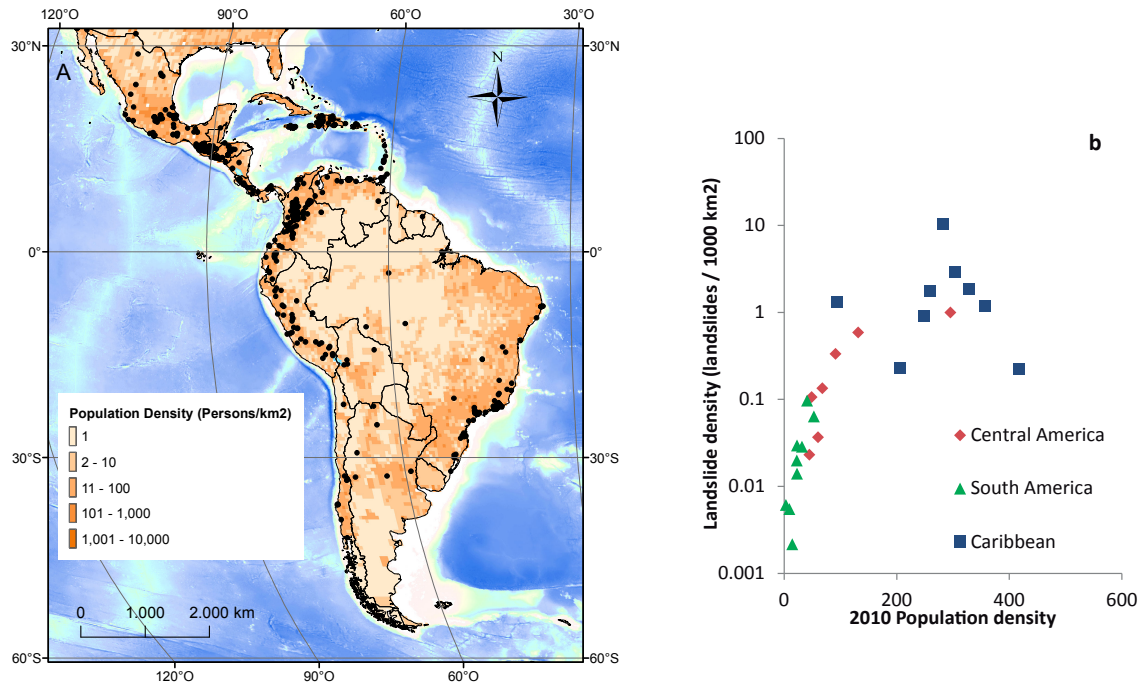 120°O 90°O 60°O 30°O
30°N 30°N
A
N
0° 0°
30°S 30°S
60°S 60°S
120°O 90°O 60°O
Population Density (Persons/km2)
1
2 - 10
11 - 100
101 - 1,000
1,001 - 10,000
0 1.000 2.000 km
b
Landslide density (landslides / 1000 km2)
100
10
1
0.1
0.01
0.001
0 200 400 600
2010 Population density
Central America
South America
Caribbean